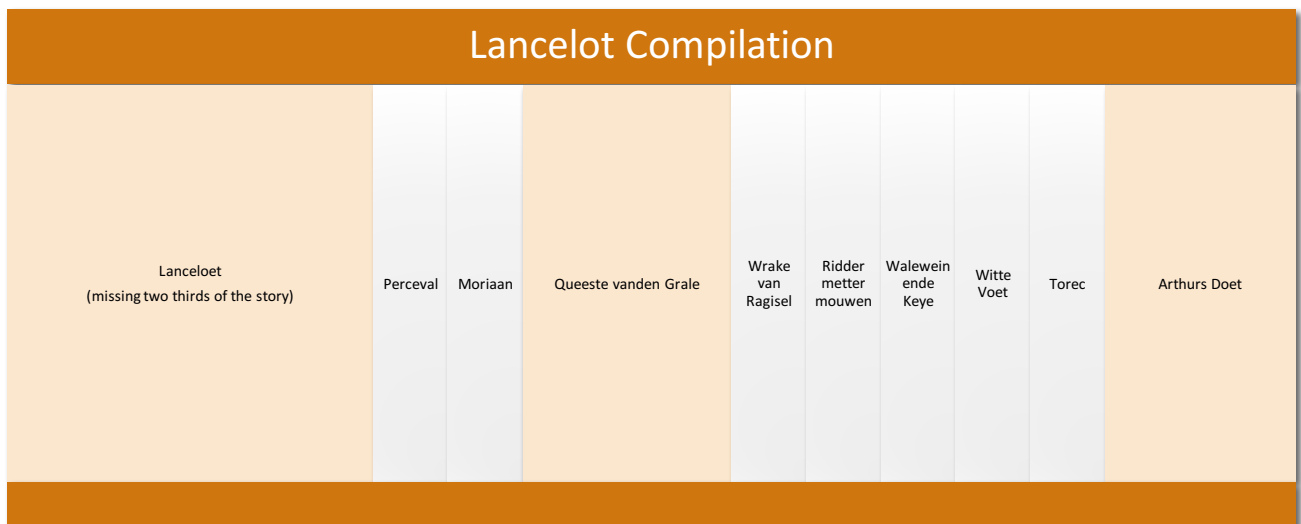 Lancelot Compilation
Lanceloet
(missing two thirds of the story)
Perceval
Moriaan
Queeste vanden Grale
Wrake
van
Ragisel
Ridder
metter
mouwen
Walewein
ende
Keye
Witte
Voet
Torec
Arthurs Doet